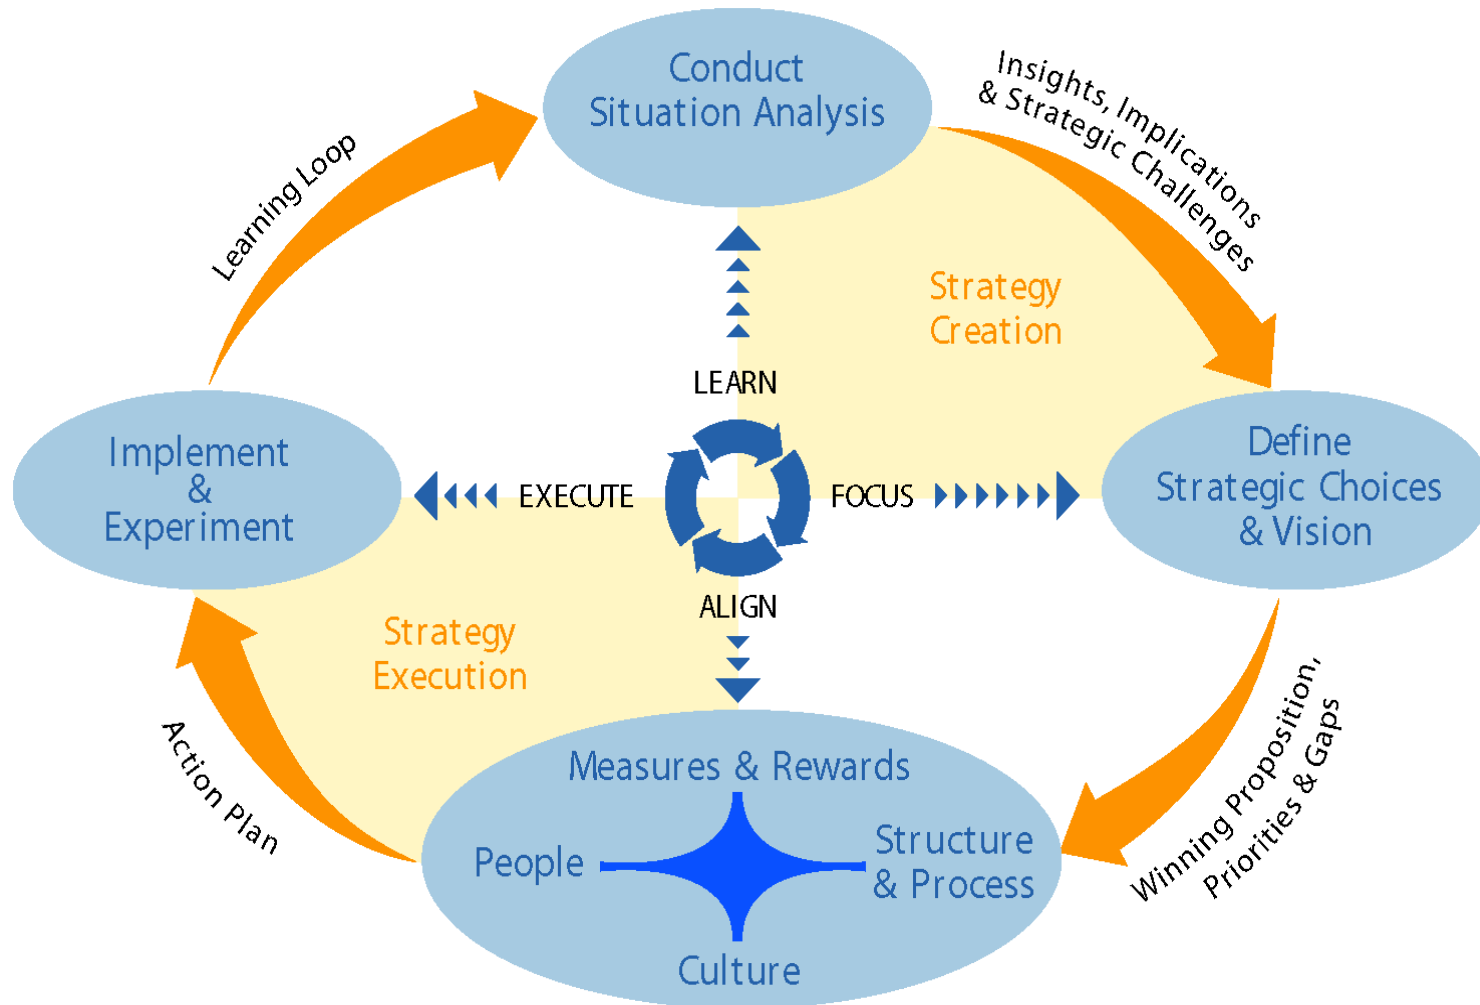 Conduct
Situation Analysis
Insights, Implications
& Strategic Challenges
Learning Loop
Strategy
Creation
LEARN
Implement
&
Experiment
EXECUTE
FOCUS
Define
Strategic Choices
& Vision
ALIGN
Strategy
Execution
Action Plan
Winning Proposition,
Priorities & Gaps
Measures & Rewards
People
Structure
& Process
Culture